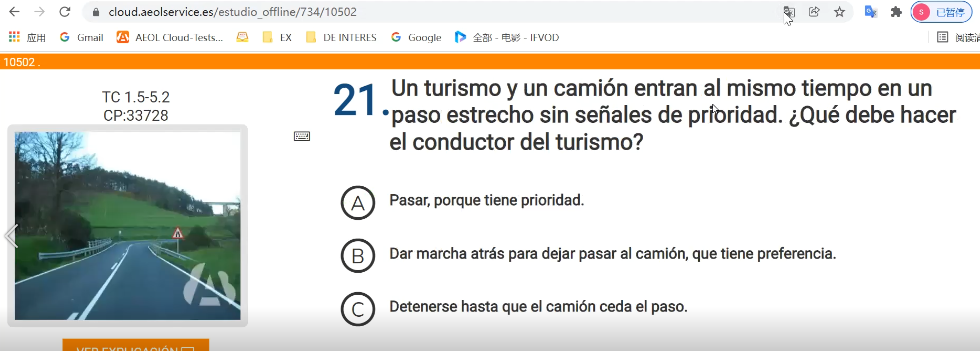 cloud.aeolservice.es/estudio_offline/734/10502
S 已暂停
应用 Gmail AEOL Cloud- Tests... EX DE INTERES Google 全部 - 电影 - IFVOD 阅读清
10502 .
TC 1.5-5.2
CP:33728
21. Un turismo y un camión entran al mismo tiempo en un
paso estrecho sin señales de prioridad. ¿Qué debe hacer
el conductor del turismo?
A Pasar, porque tiene prioridad.
B Dar marcha atrás para dejar pasar al camión, que tiene preferencia.
C Detenerse hasta que el camión ceda el paso.
VER EXPLICACIÓN